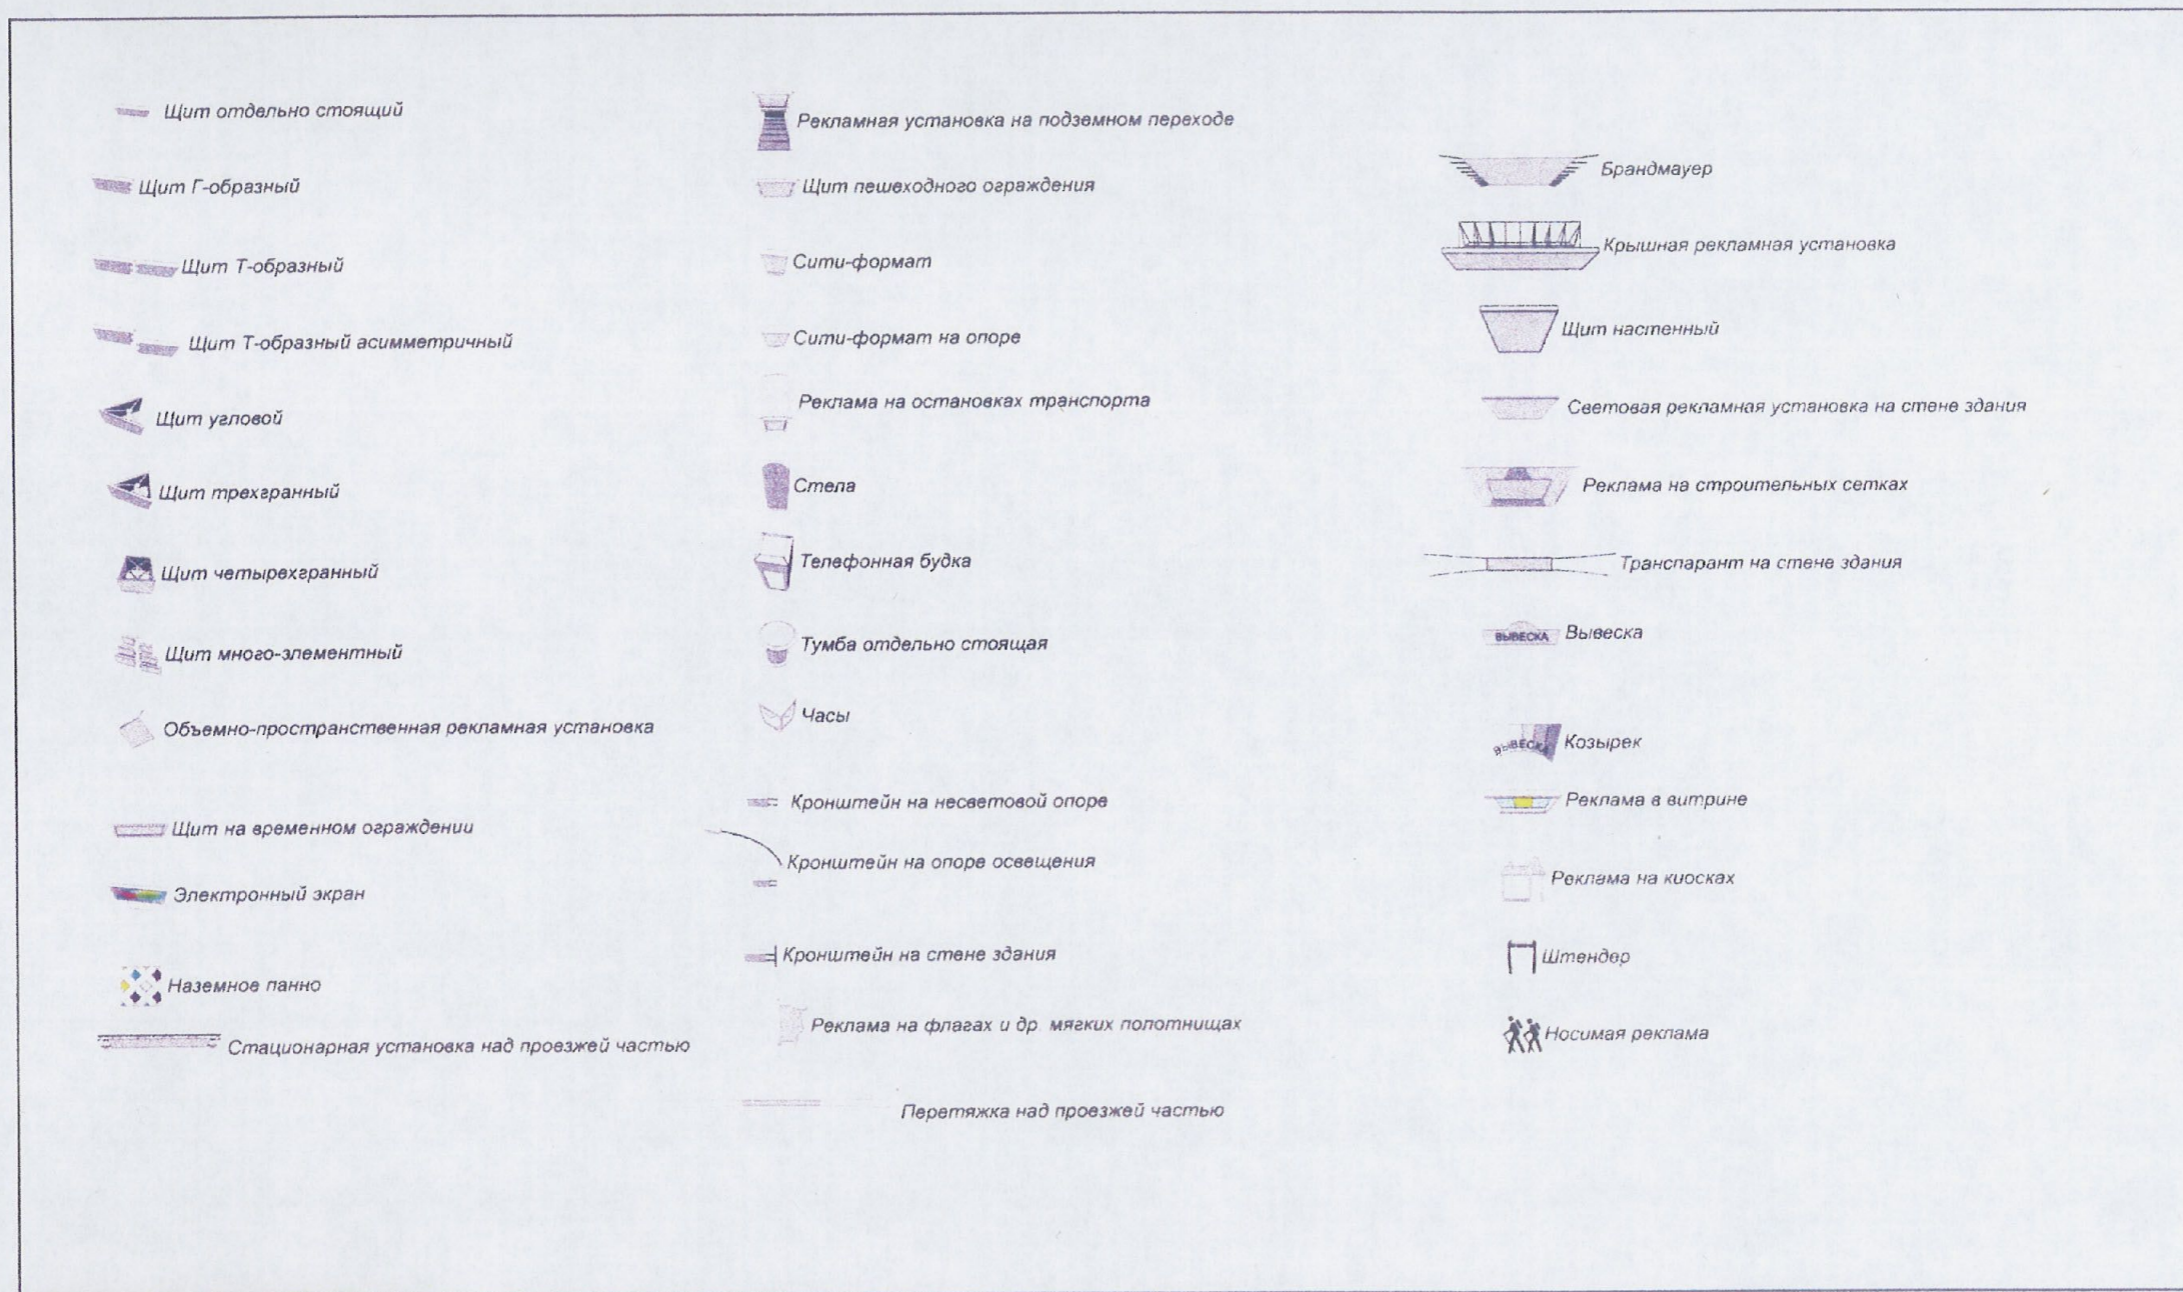 Щит отдельно стоящий
Щит Г-образный
Щит Т-образный
Щит Т-образный асимметричный
Щит угловой
Щит трехгранный
Щит четырехгранный
Щит много-элементный
Объемно-пространственная рекламная установка
Щит на временном ограждении
Электронный экран
Наземное панно
Стационарная установка над проезжей частью
Рекламная установка на подземном переходе
Щит пешеходного ограждения
Сити-формат
Сити-формат на опоре
Реклама на остановках транспорта
Стела
Телефонная будка
Тумба отдельно стоящая
Часы
Кронштейн на несветовой опоре
Кронштейн на опоре освещения
Кронштейн на стене здания
Реклама на флагах и др. мягких полотнищах
Перетяжка над проезжей частью
Брандмауер
Крышная рекламная установка
Щит настенный
Световая рекламная установка на стене здания
Реклама на строительных сетках
Транспарант на стене здания
ВЫВЕСКА Вывеска
ВЫВЕСКА Козырек
Реклама в витрине
Реклама на киосках
Штендер
Носимая реклама